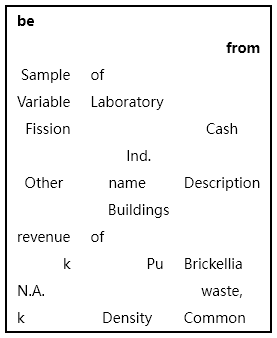 be
from
Sample of
Variable Laboratory
Fission Cash
Ind.
Other name Description
Buildings
revenue of
k Pu Brickellia
N.A. waste,
k Density Common